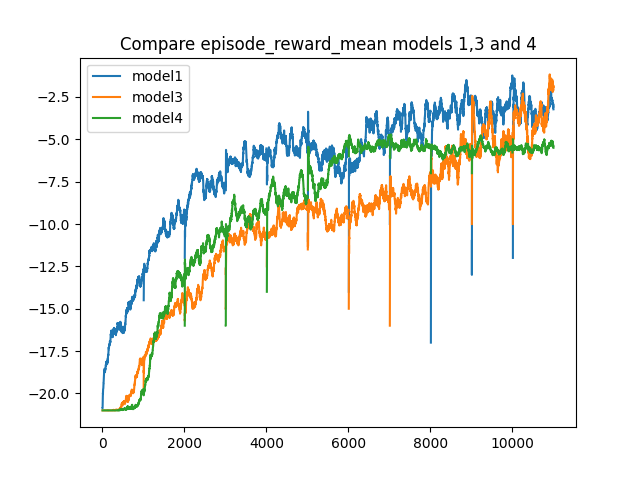 Compare episode_reward_mean models 1,3 and 4
model1
model3
model4
−2.5
−5.0
−7.5
−10.0
−12.5
−15.0
−17.5
−20.0
0 2000 4000 6000 8000 10000